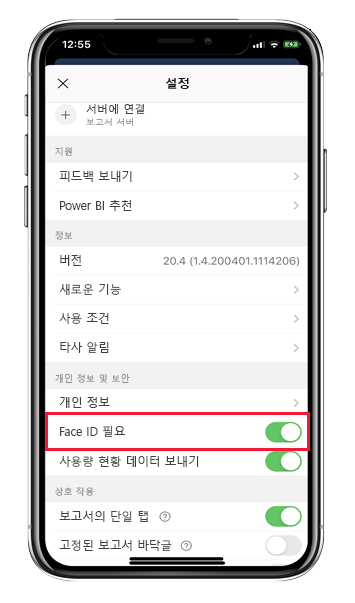 12:55
설정
서버에 연결
보고서 서버
지원
피드백 보내기
Power BI 추천
정보
버전 20.4 (1.4.200401.1114206)
새로운 기능
사용 조건
타사 알림
개인 정보 및 보안
개인 정보
Face ID 필요
사용량 현황 데이터 보내기
상호 작용
보고서의 단일 탭 ?
고정된 보고서 바닥글 ?